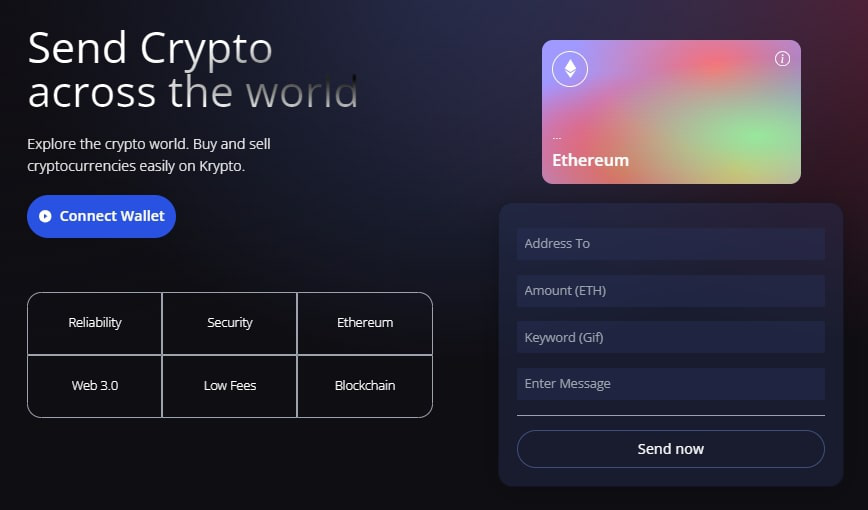 Send Crypto
across the world
Explore the crypto world. Buy and sell
cryptocurrencies easily on Krypto.
Connect Wallet
Reliability
Security
Ethereum
Web 3.0
Low Fees
Blockchain
...
Ethereum
Address To
Amount (ETH)
Keyword (Gif)
Enter Message
Send now